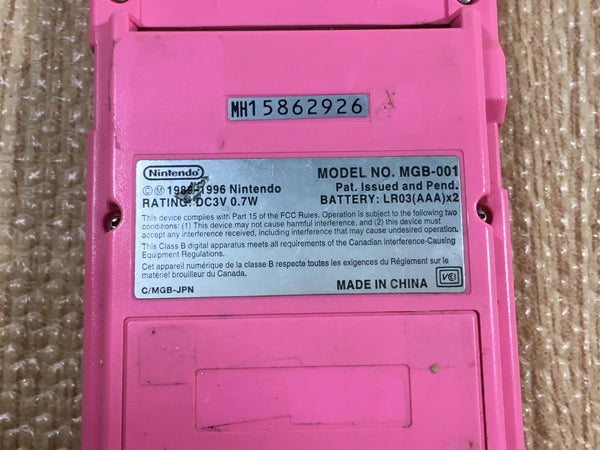 MH15862926
Nintendo
MODEL NO. MGB-001
©Ⓜ 1989, 1996 Nintendo
Pat. Issued and Pend.
RATING: DC3V 0.7W
BATTERY: LR03(AAA)x2
This device complies with Part 15 of the FCC Rules. Operation is subject to the following two
conditions: (1) This device may not cause harmful interference, and (2) this device must
accept any interference received, including interference that may cause undesired operation.
This Class B digital apparatus meets all requirements of the Canadian Interference-Causing
Equipment Regulations.
Cet appareil numérique de la classe B respecte toutes les exigences du Réglement sur le
matériel brouilleur du Canada.
C/MGB-JPN
MADE IN CHINA
VCI